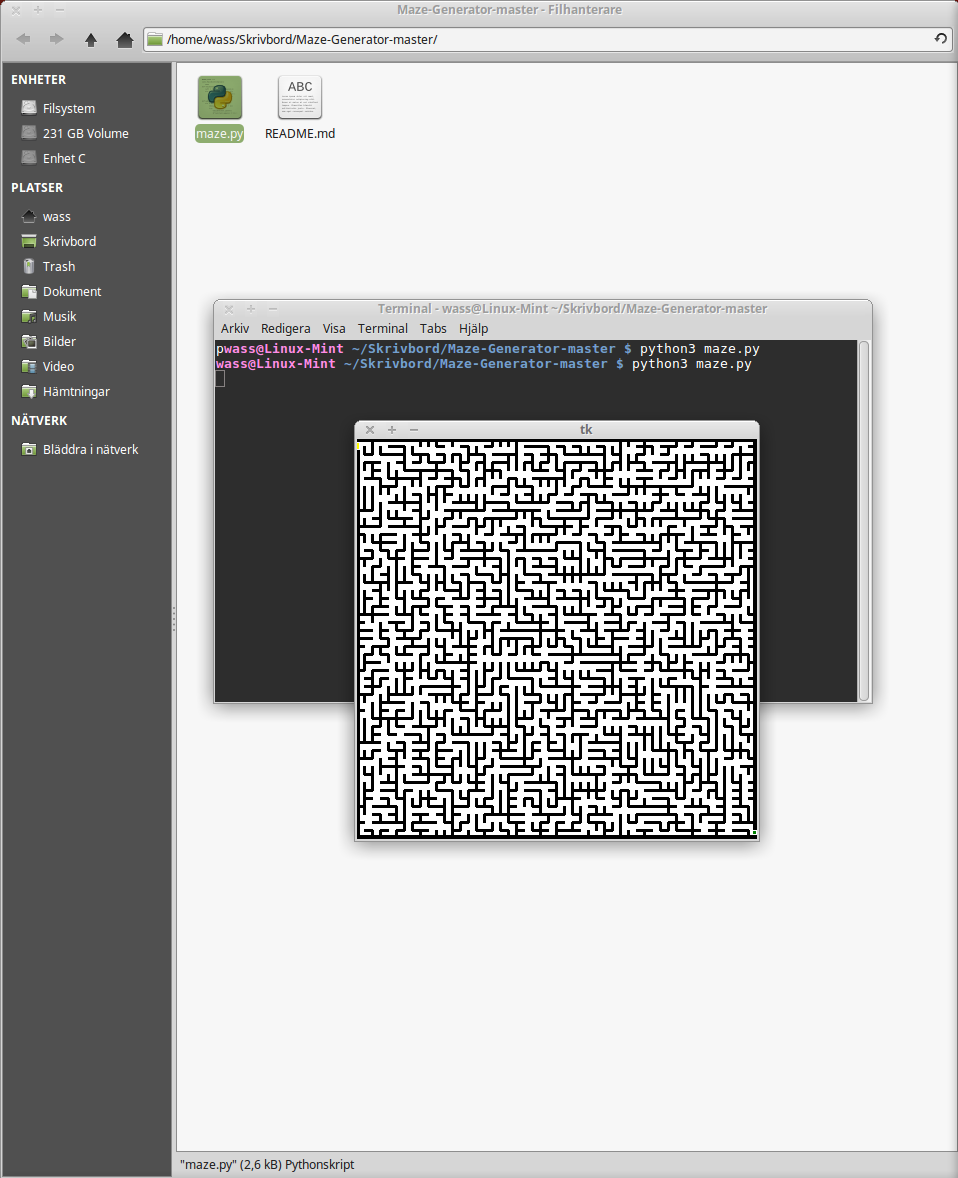 Maze-Generator-master - Filhanterare
/home/wass/Skrivbord/Maze-Generator-master/
ENHETER
Filsystem
231 GB Volume
Enhet C
PLATSER
wass
Skrivbord
Trash
Dokument
Musik
Bilder
Video
Hämtningar
NÄTVERK
Bläddra i nätverk
maze.py
ABC
README.md
Terminal - wass@Linux-Mint ~/Skrivbord/Maze-Generator-master
Arkiv Redigera Visa Terminal Tabs Hjälp
pwass@Linux-Mint ~/Skrivbord/Maze-Generator-master $ python3 maze.py
wass@Linux-Mint ~/Skrivbord/Maze-Generator-master $ python3 maze.py
tk
"maze.py" (2,6 kB) Pythonskript